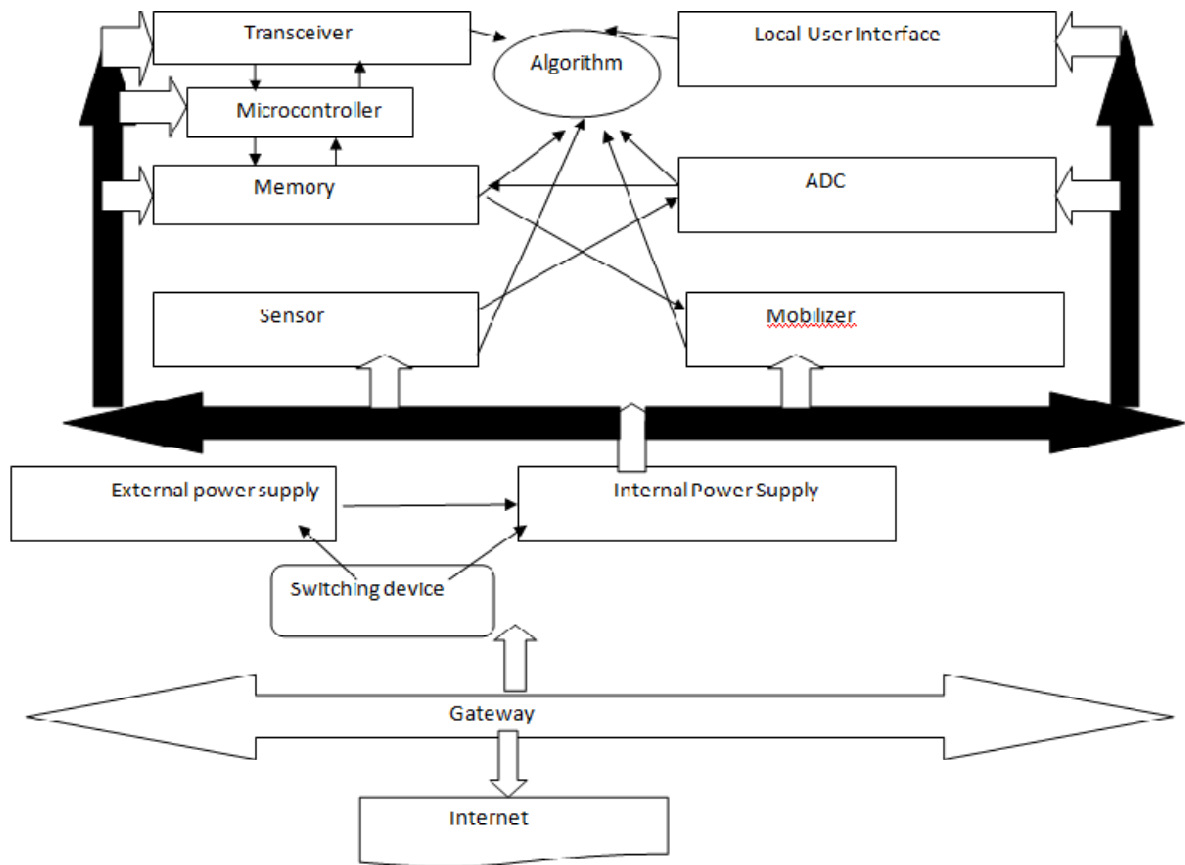 Transceiver
Local User Interface
Algorithm
Microcontroller
Memory
ADC
Sensor
Mobilizer
External power supply
Internal Power Supply
Switching device
Gateway
Internet